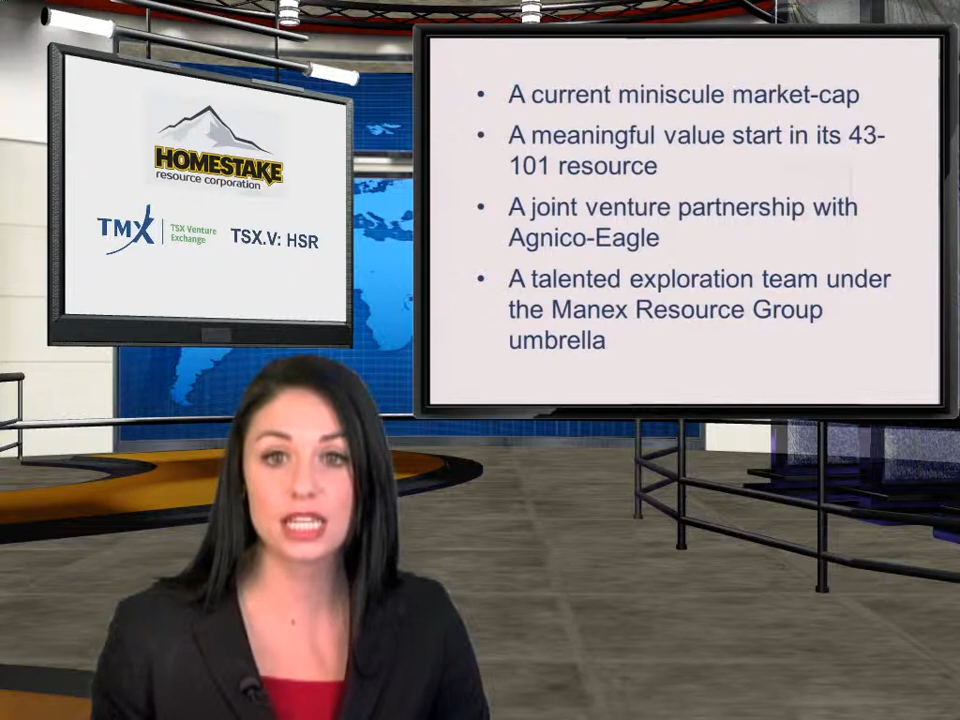 HOMESTAKE
resource corporation
TMX
TSX Venture
Exchange
TSX.V: HSR
• A current miniscule market-cap
• A meaningful value start in its 43-
101 resource
• A joint venture partnership with
Agnico-Eagle
• A talented exploration team under
the Manex Resource Group
umbrella